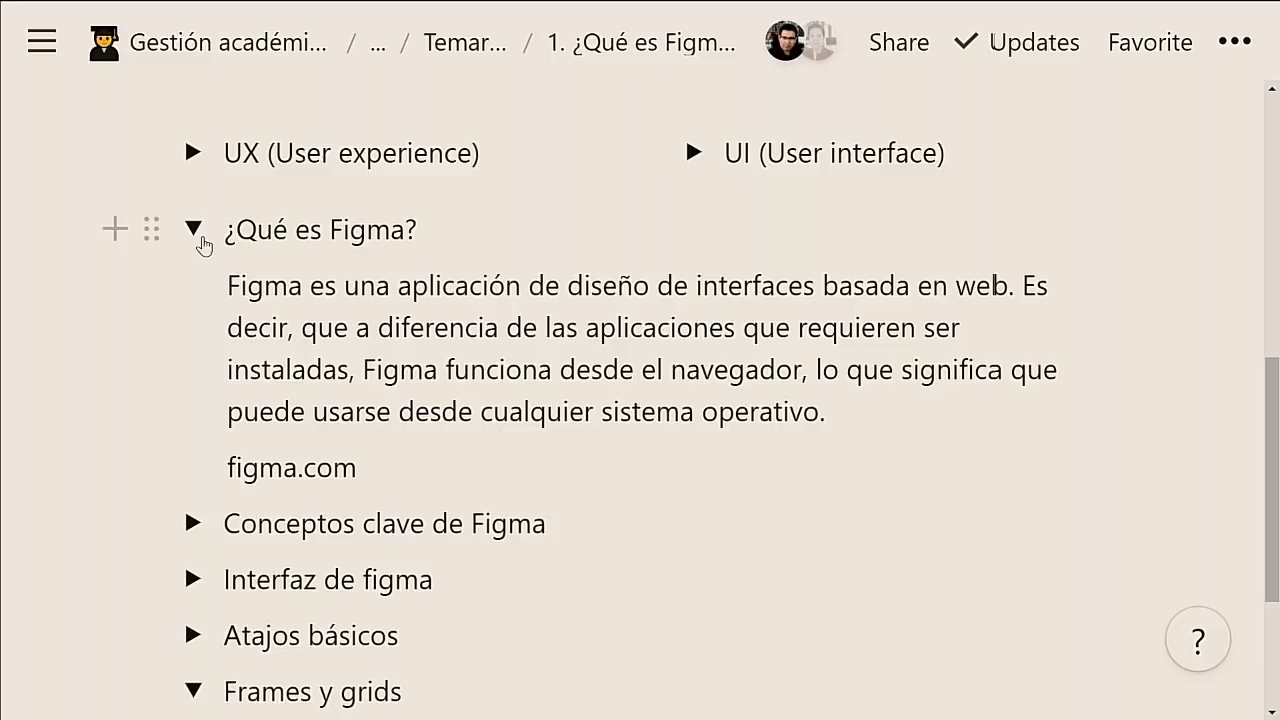 Gestión académi... / ... / Temar... / 1. ¿Qué es Figm... Share Updates Favorite
UX (User experience)
UI (User interface)
¿Qué es Figma?
Figma es una aplicación de diseño de interfaces basada en web. Es
decir, que a diferencia de las aplicaciones que requieren ser
instaladas, Figma funciona desde el navegador, lo que significa que
puede usarse desde cualquier sistema operativo.
figma.com
Conceptos clave de Figma
Interfaz de figma
Atajos básicos
Frames y grids
?